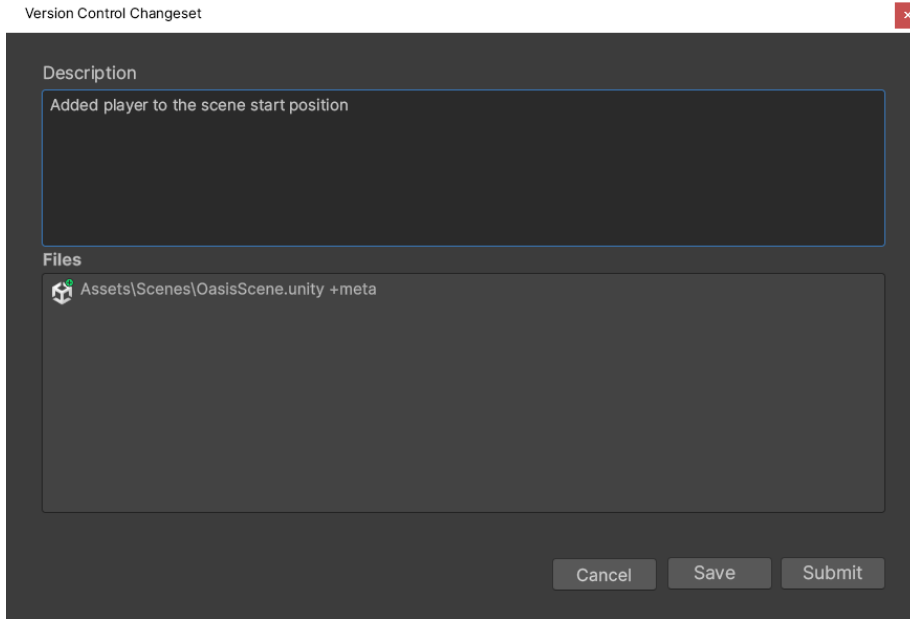 Version Control Changeset
Description
Added player to the scene start position
Files
Assets\Scenes\OasisScene.unity +meta
Cancel Save Submit